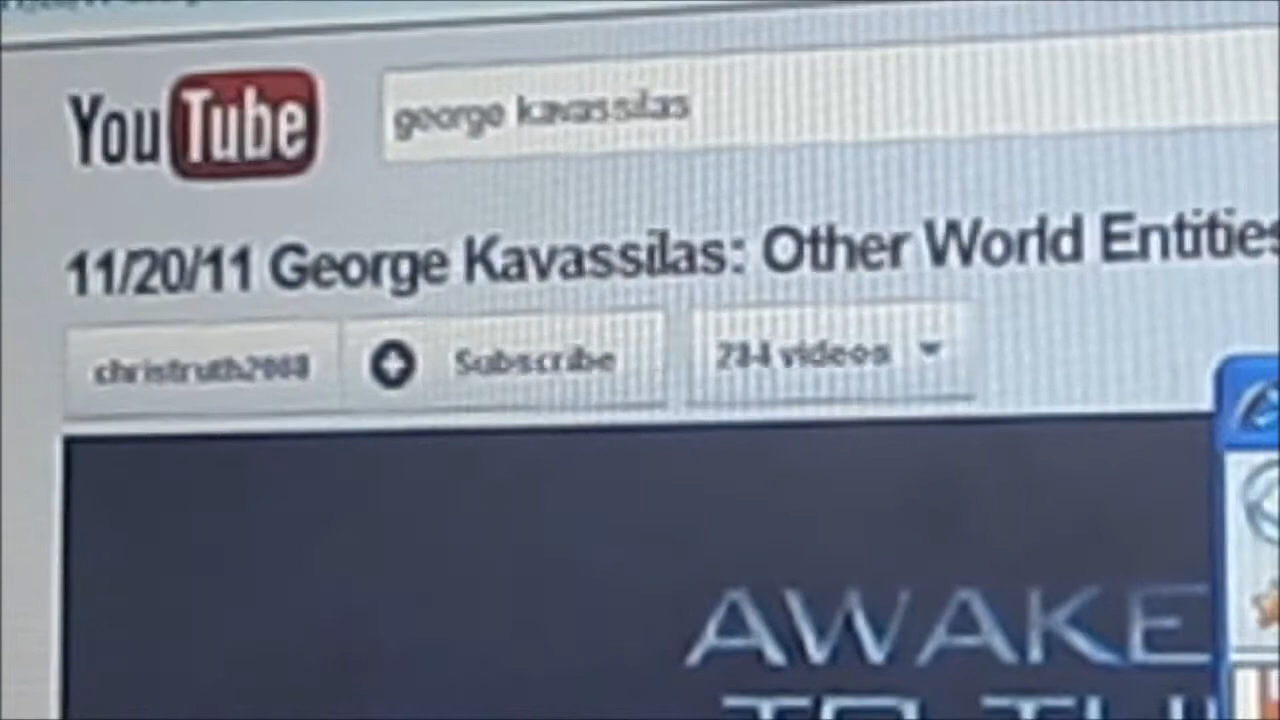 YouTube
george kavassilas
11/20/11 George Kavassilas: Other World Entities
christruth2008 Subscribe 284 videos
AWAKE